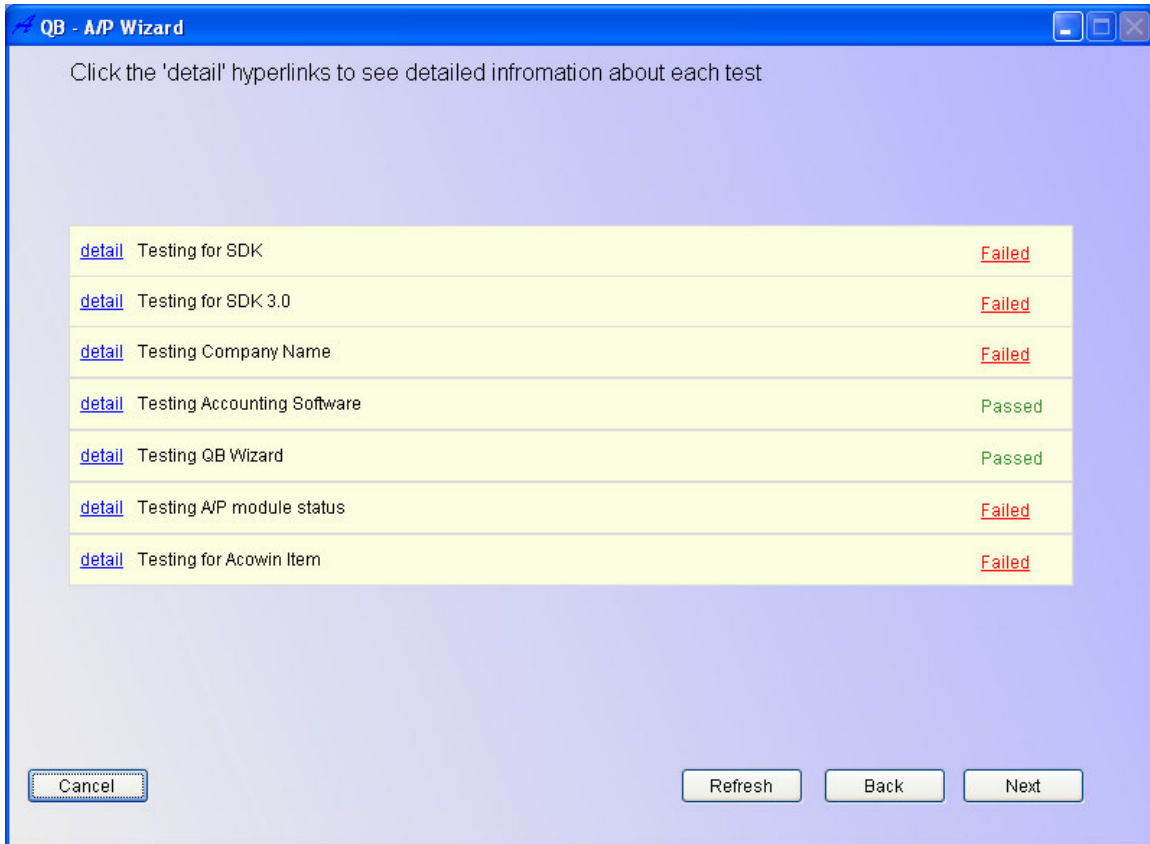 QB - A/P Wizard
Click the 'detail' hyperlinks to see detailed infromation about each test
detail Testing for SDK Failed
detail Testing for SDK 3.0 Failed
detail Testing Company Name Failed
detail Testing Accounting Software Passed
detail Testing QB Wizard Passed
detail Testing A/P module status Failed
detail Testing for Acowin Item Failed
Cancel Refresh Back Next